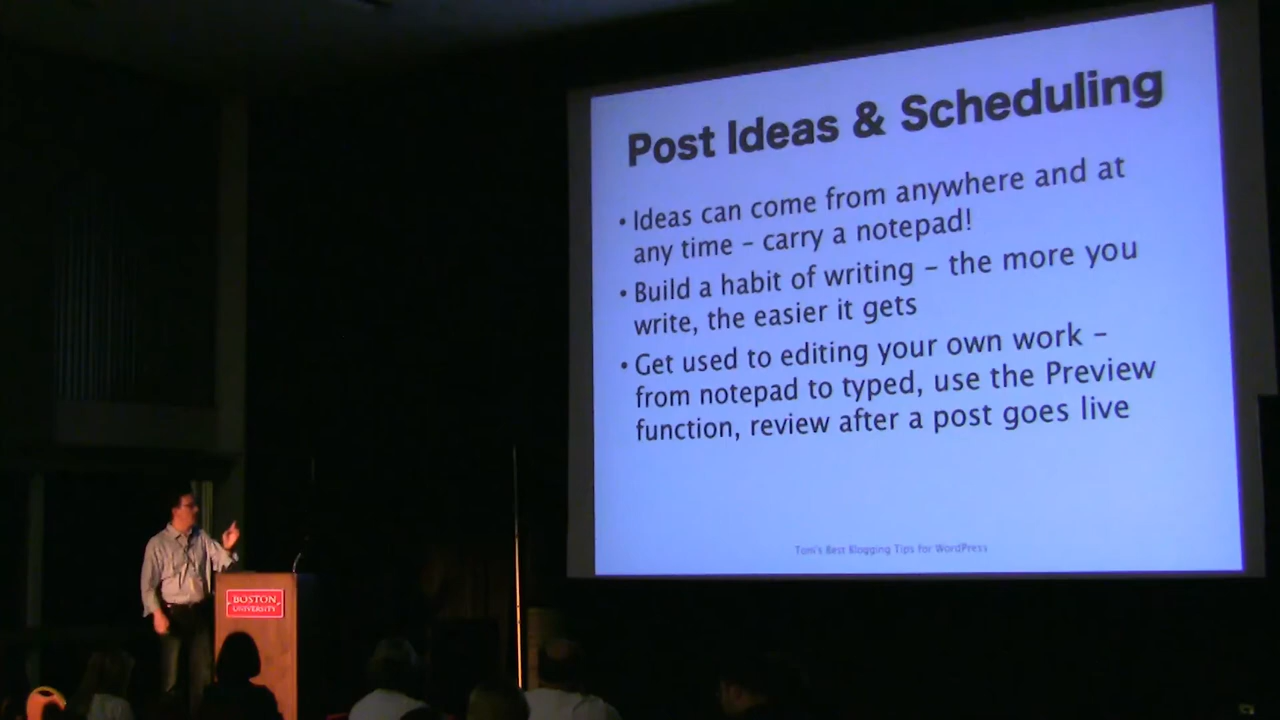 Post Ideas & Scheduling
• Ideas can come from anywhere and at
any time – carry a notepad!
• Build a habit of writing – the more you
write, the easier it gets
• Get used to editing your own work –
from notepad to typed, use the Preview
function, review after a post goes live
Tom's Best Blogging Tips for WordPress
BOSTON
UNIVERSITY